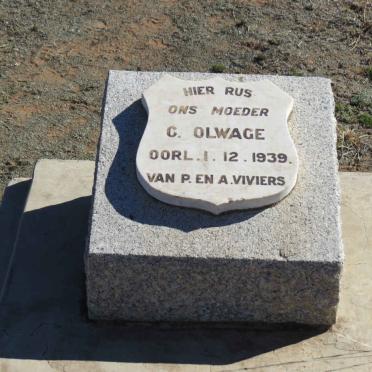 HIER RUS
ONS MOEDER
C. OLWAGE
OORL. 1. 12. 1939.
VAN P. EN A. VIVIERS